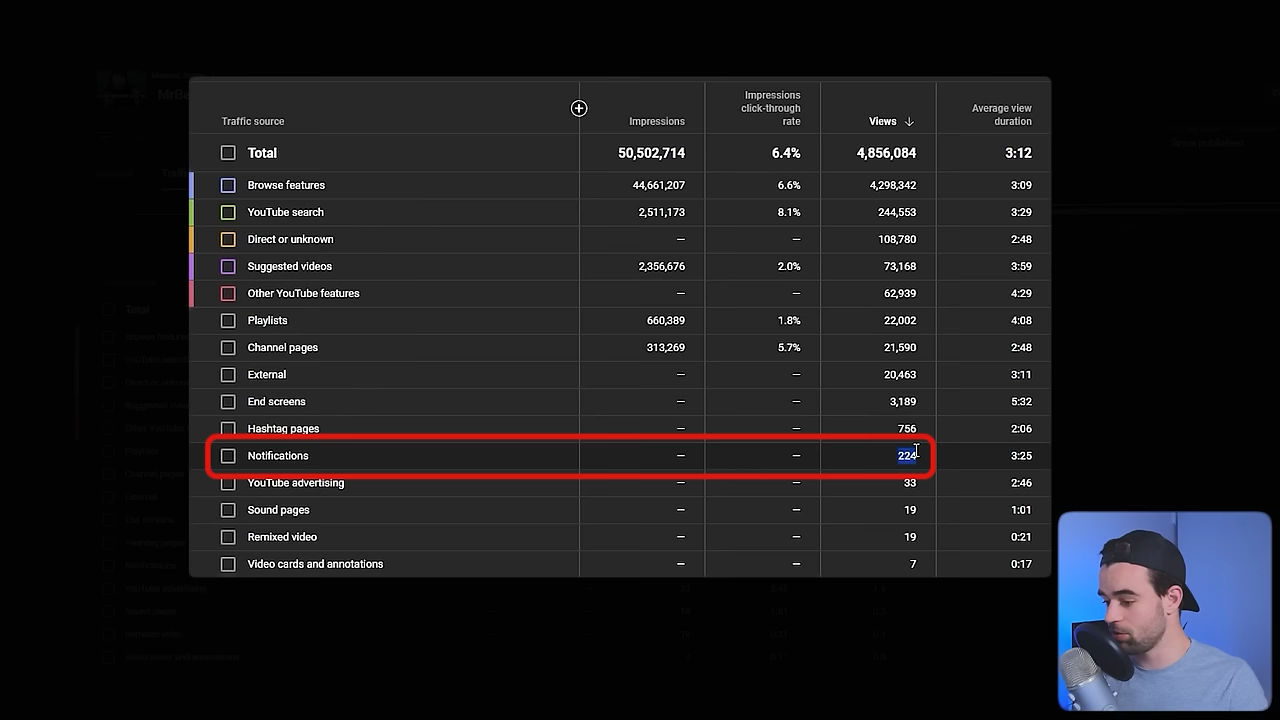 MrBe
Impressions
click-through
rate
Average view
duration
Traffic source Impressions Views ↓
Total 50,502,714 6.4% 4,856,084 3:12
Browse features 44,661,207 6.6% 4,298,342 3:09
YouTube search 2,511,173 8.1% 244,553 3:29
Direct or unknown — — 108,780 2:48
Suggested videos 2,356,676 2.0% 73,168 3:59
Other YouTube features — — 62,939 4:29
Playlists 660,389 1.8% 22,002 4:08
Channel pages 313,269 5.7% 21,590 2:48
External — — 20,463 3:11
End screens — — 3,189 5:32
Hashtag pages — — 756 2:06
Notifications — — 224 3:25
YouTube advertising — — 33 2:46
Sound pages — — 19 1:01
Remixed video — — 19 0:21
Video cards and annotations — — 7 0:17